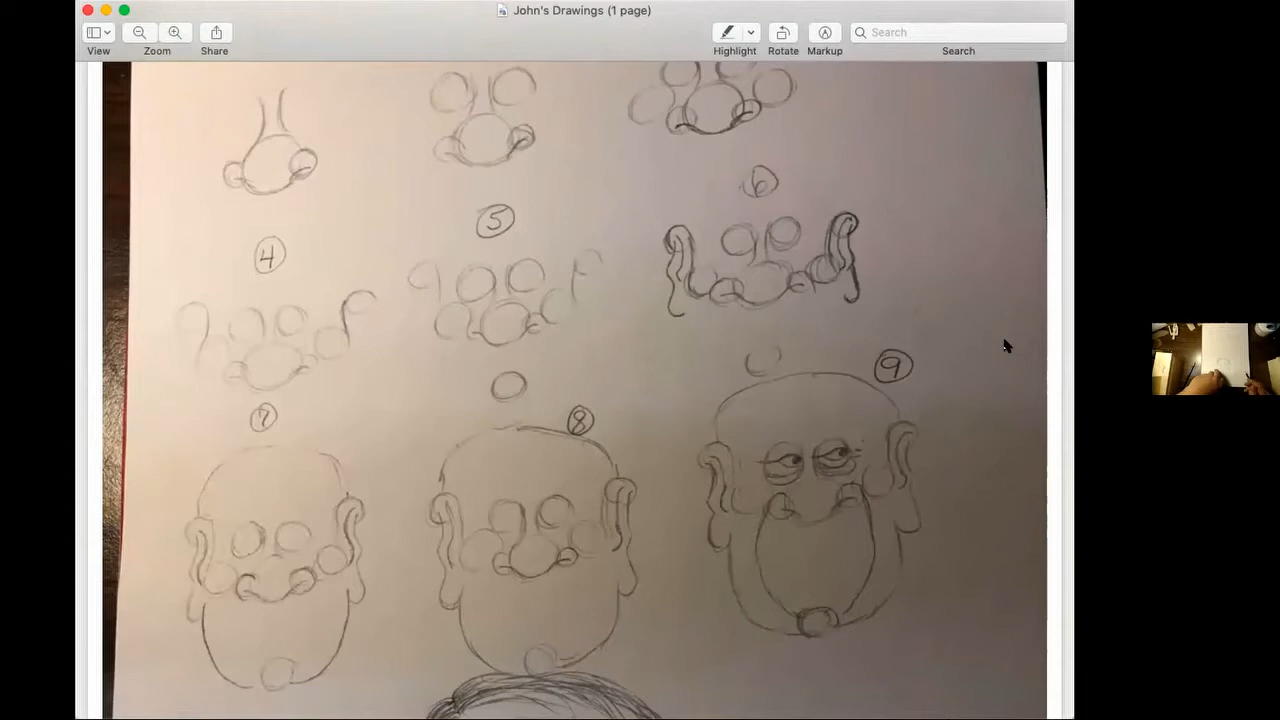 John's Drawings (1 page)
Search
View
Zoom
Share
Highlight
Rotate
Markup
Search
6
5
4
9
7
8